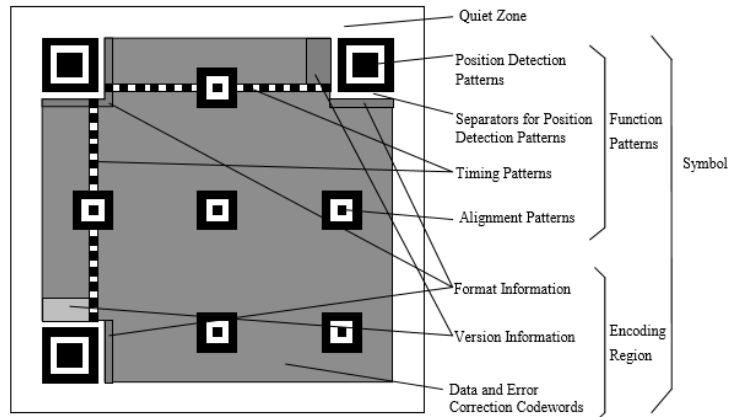 Quiet Zone
Position Detection
Patterns
Separators for Position
Detection Patterns
Timing Patterns
Alignment Patterns
Function
Patterns
Symbol
Format Information
Version Information
Encoding
Region
Data and Error
Correction Codewords